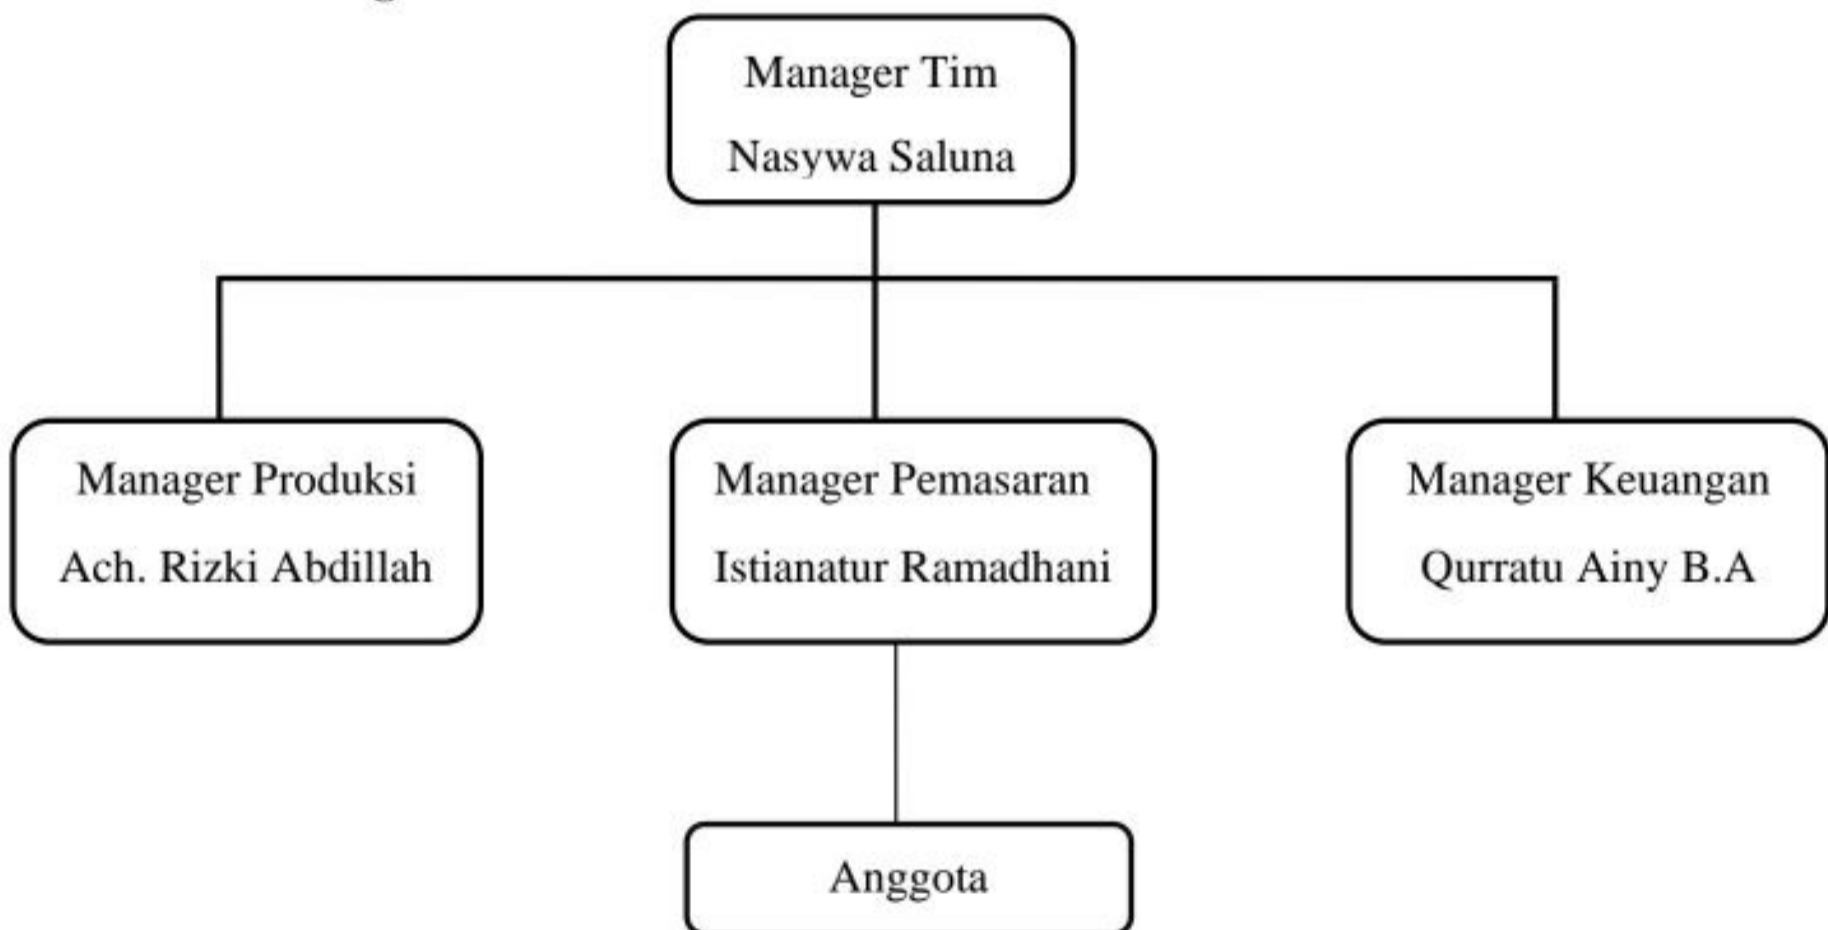 Manager Tim
Nasywa Saluna
Manager Produksi
Ach. Rizki Abdillah
Manager Pemasaran
Istianatur Ramadhani
Manager Keuangan
Qurratu Ainy B.A
Anggota